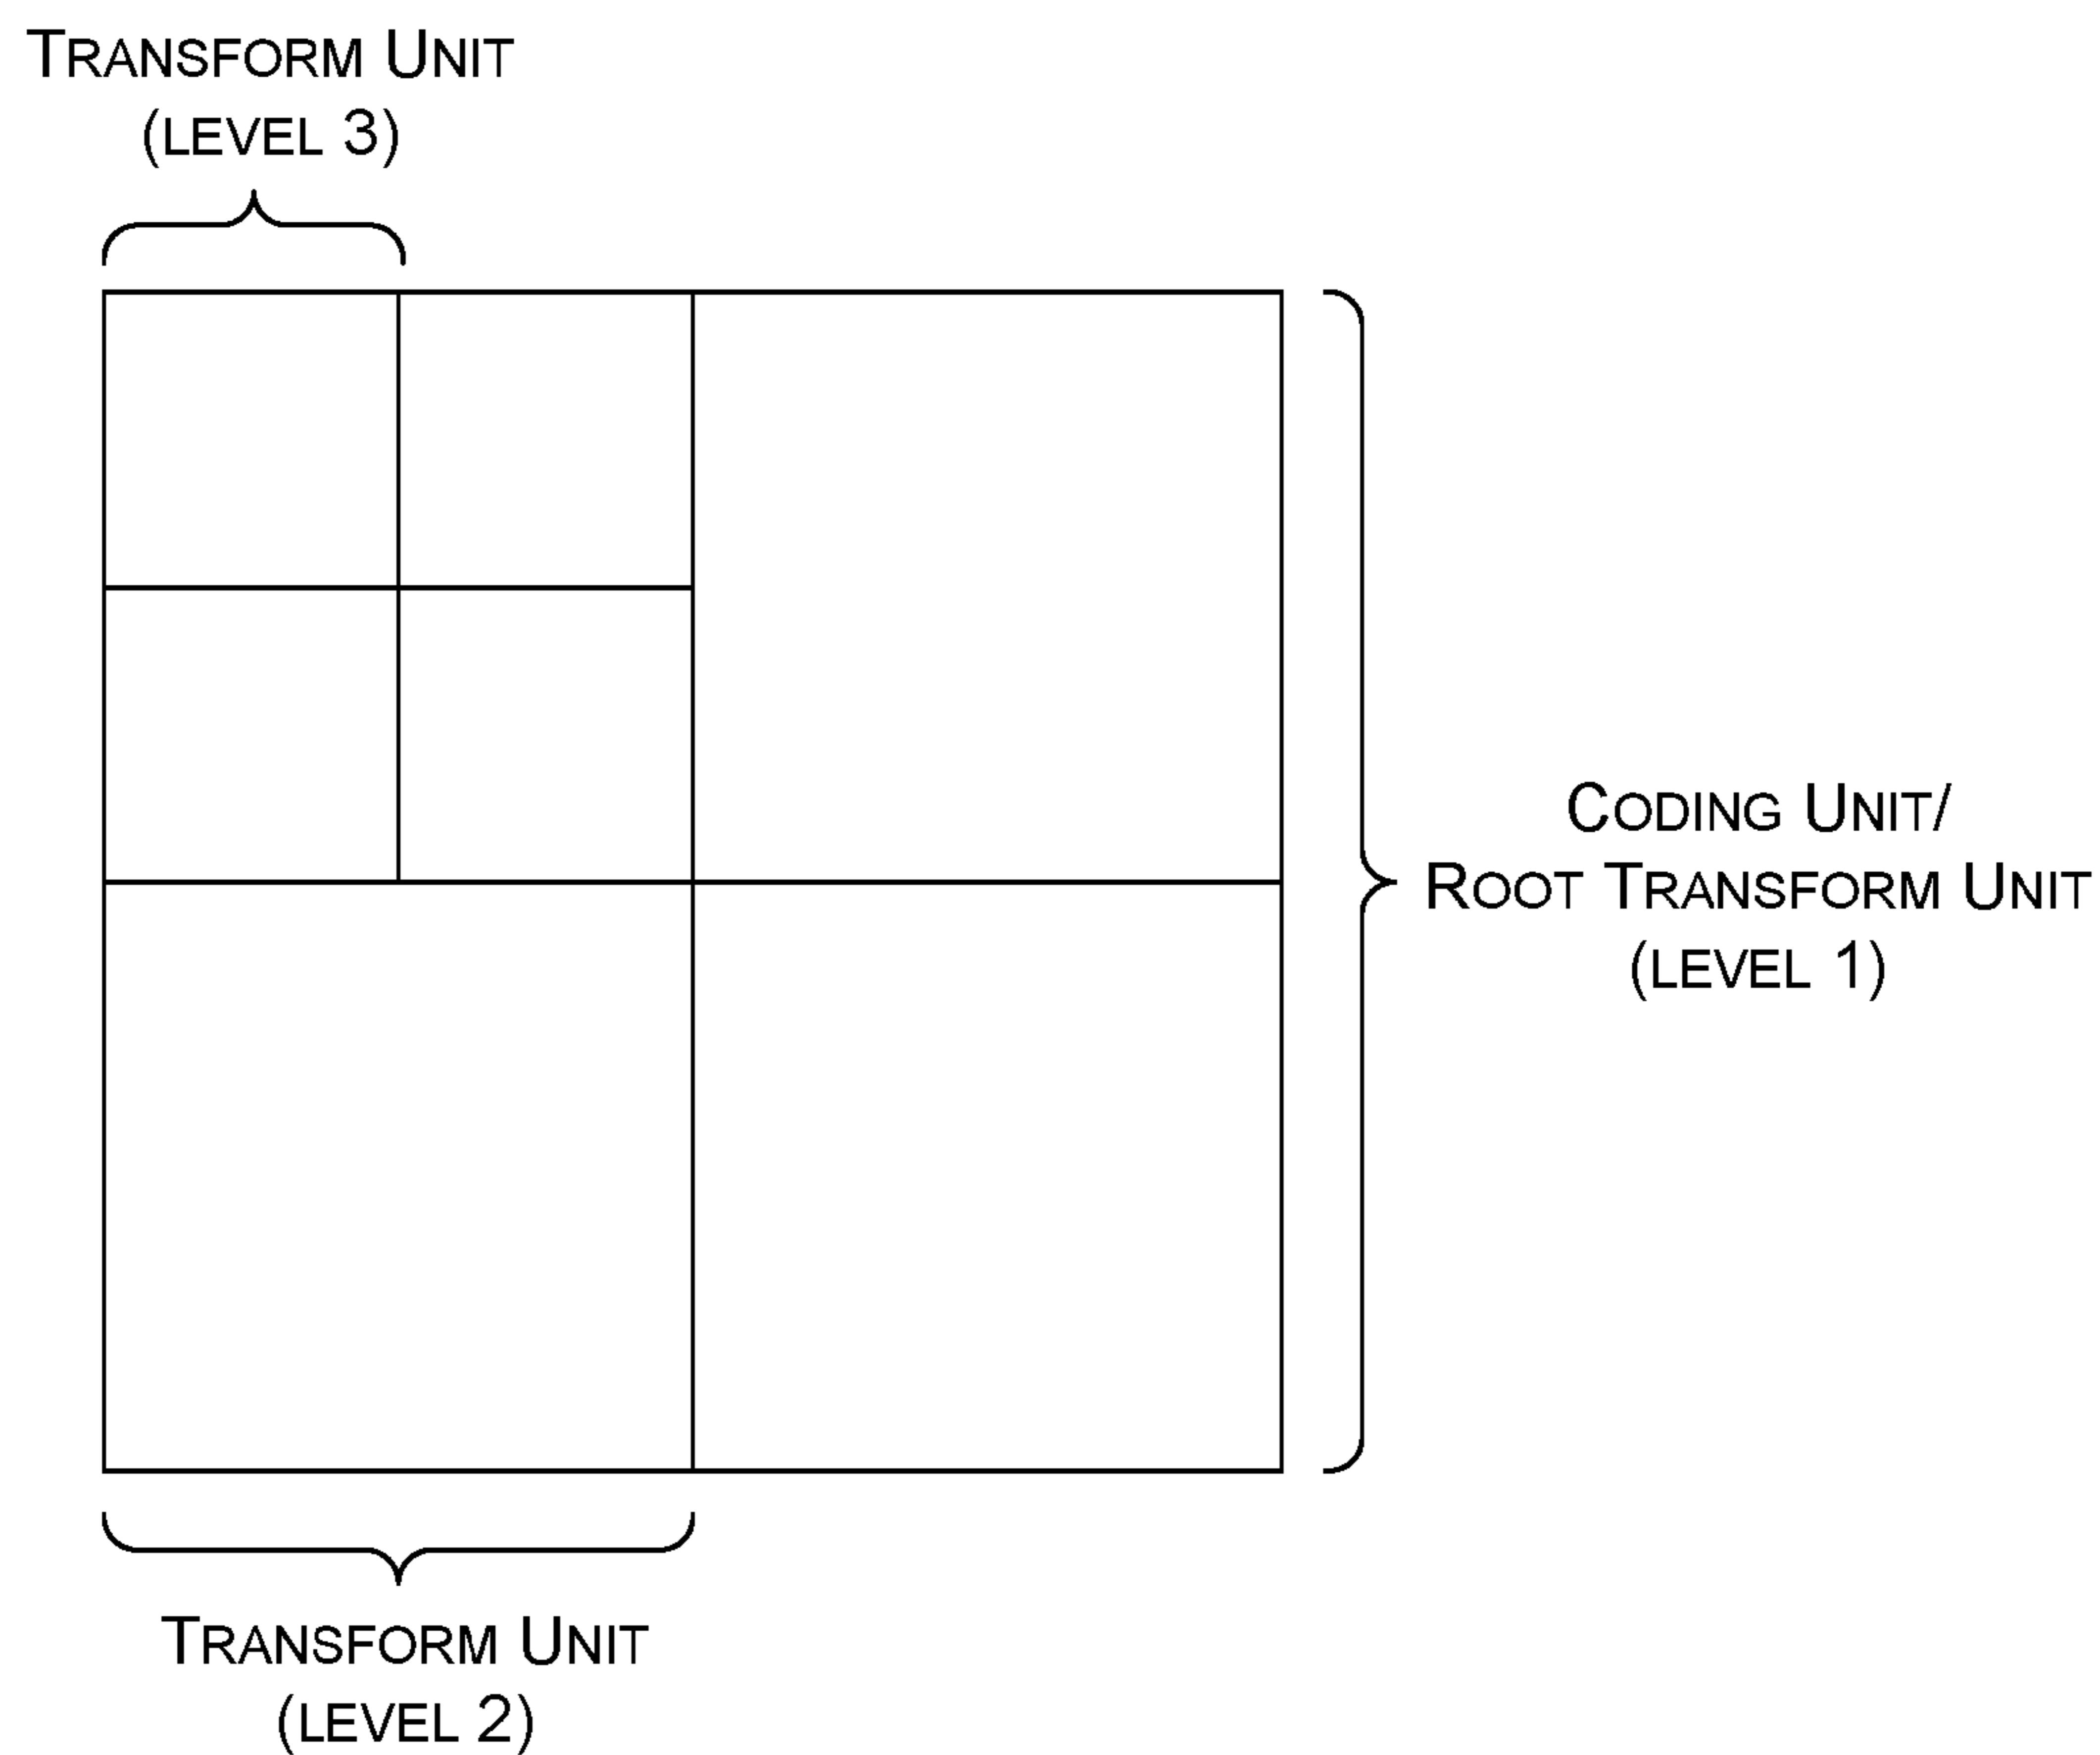 TRANSFORM UNIT
(LEVEL 3)
CODING UNIT/
ROOT TRANSFORM UNIT
(LEVEL 1)
TRANSFORM UNIT
(LEVEL 2)